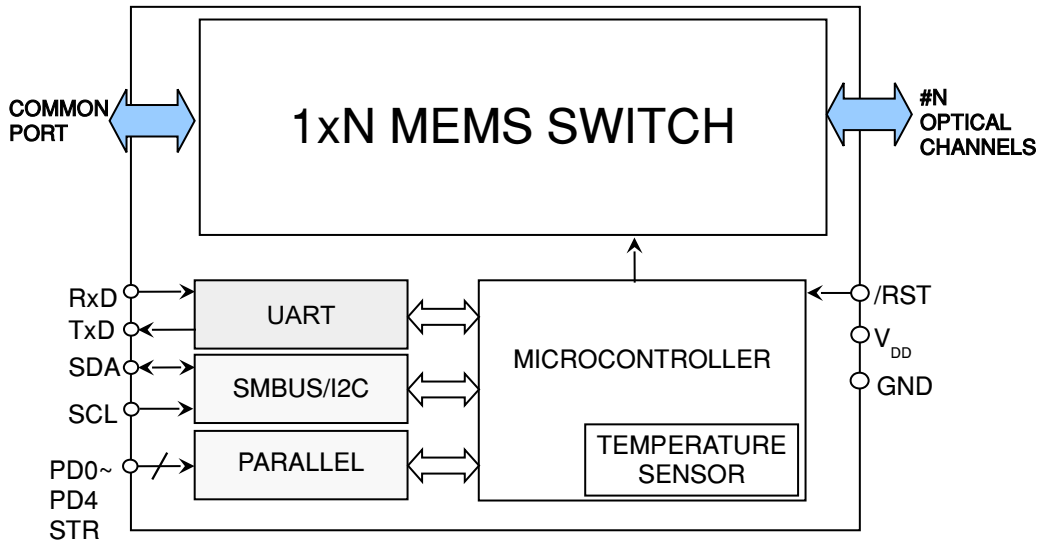 1xN MEMS SWITCH
COMMON
PORT
#N
OPTICAL
CHANNELS
RxD
TxD
SDA
SCL
PD0~
PD4
STR
UART
SMBUS/I2C
PARALLEL
MICROCONTROLLER
TEMPERATURE
SENSOR
/RST
VDD
GND